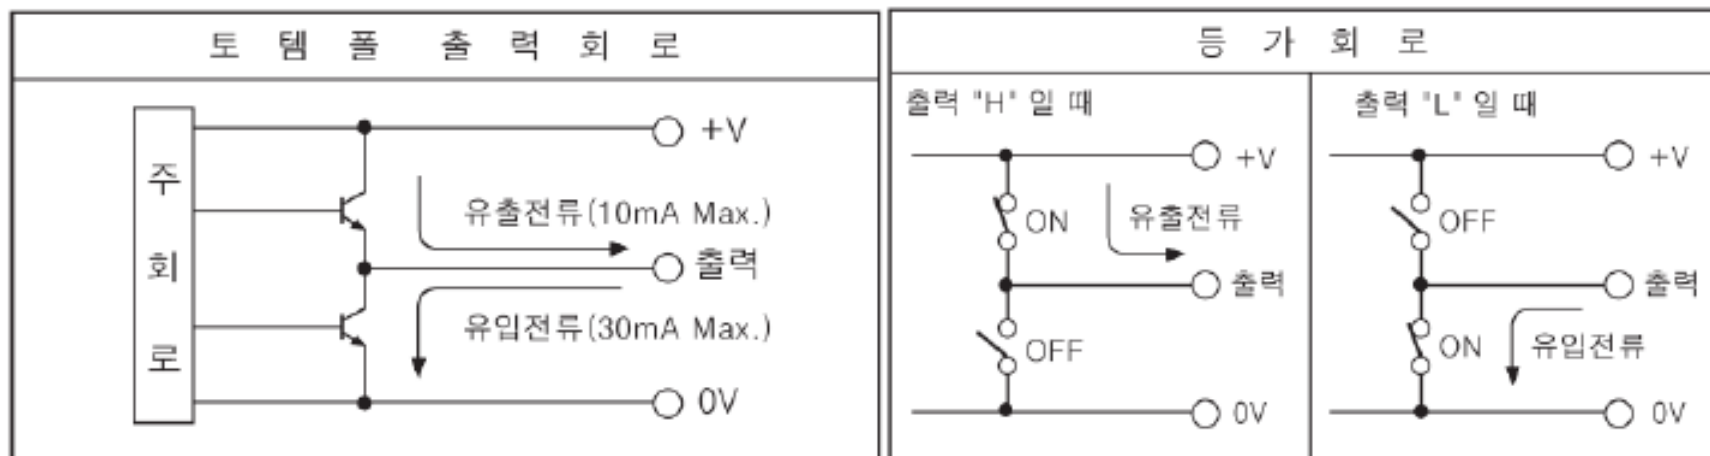 토 템 폴 출 력 회 로
주 회 로
+V
유출전류(10mA Max.)
출력
유입전류(30mA Max.)
0V
등 가 회 로
출력 "H" 일 때
+V
ON
유출전류
출력
OFF
0V
출력 "L" 일 때
+V
OFF
출력
ON
유입전류
0V